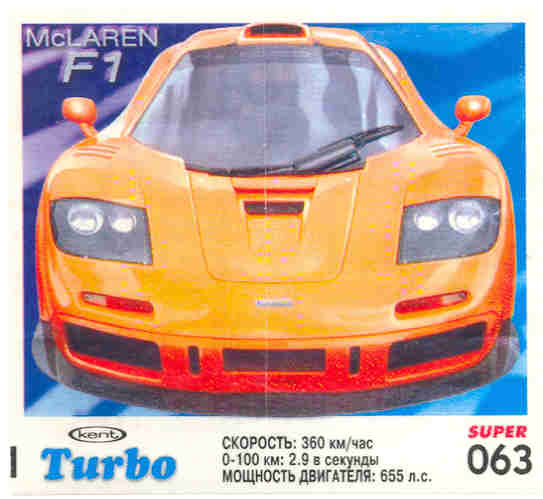 McLAREN
F1
kent
Turbo
СКОРОСТЬ: 360 км/час
0-100 км: 2.9 в секунды
МОЩНОСТЬ ДВИГАТЕЛЯ: 655 л.с.
SUPER
063